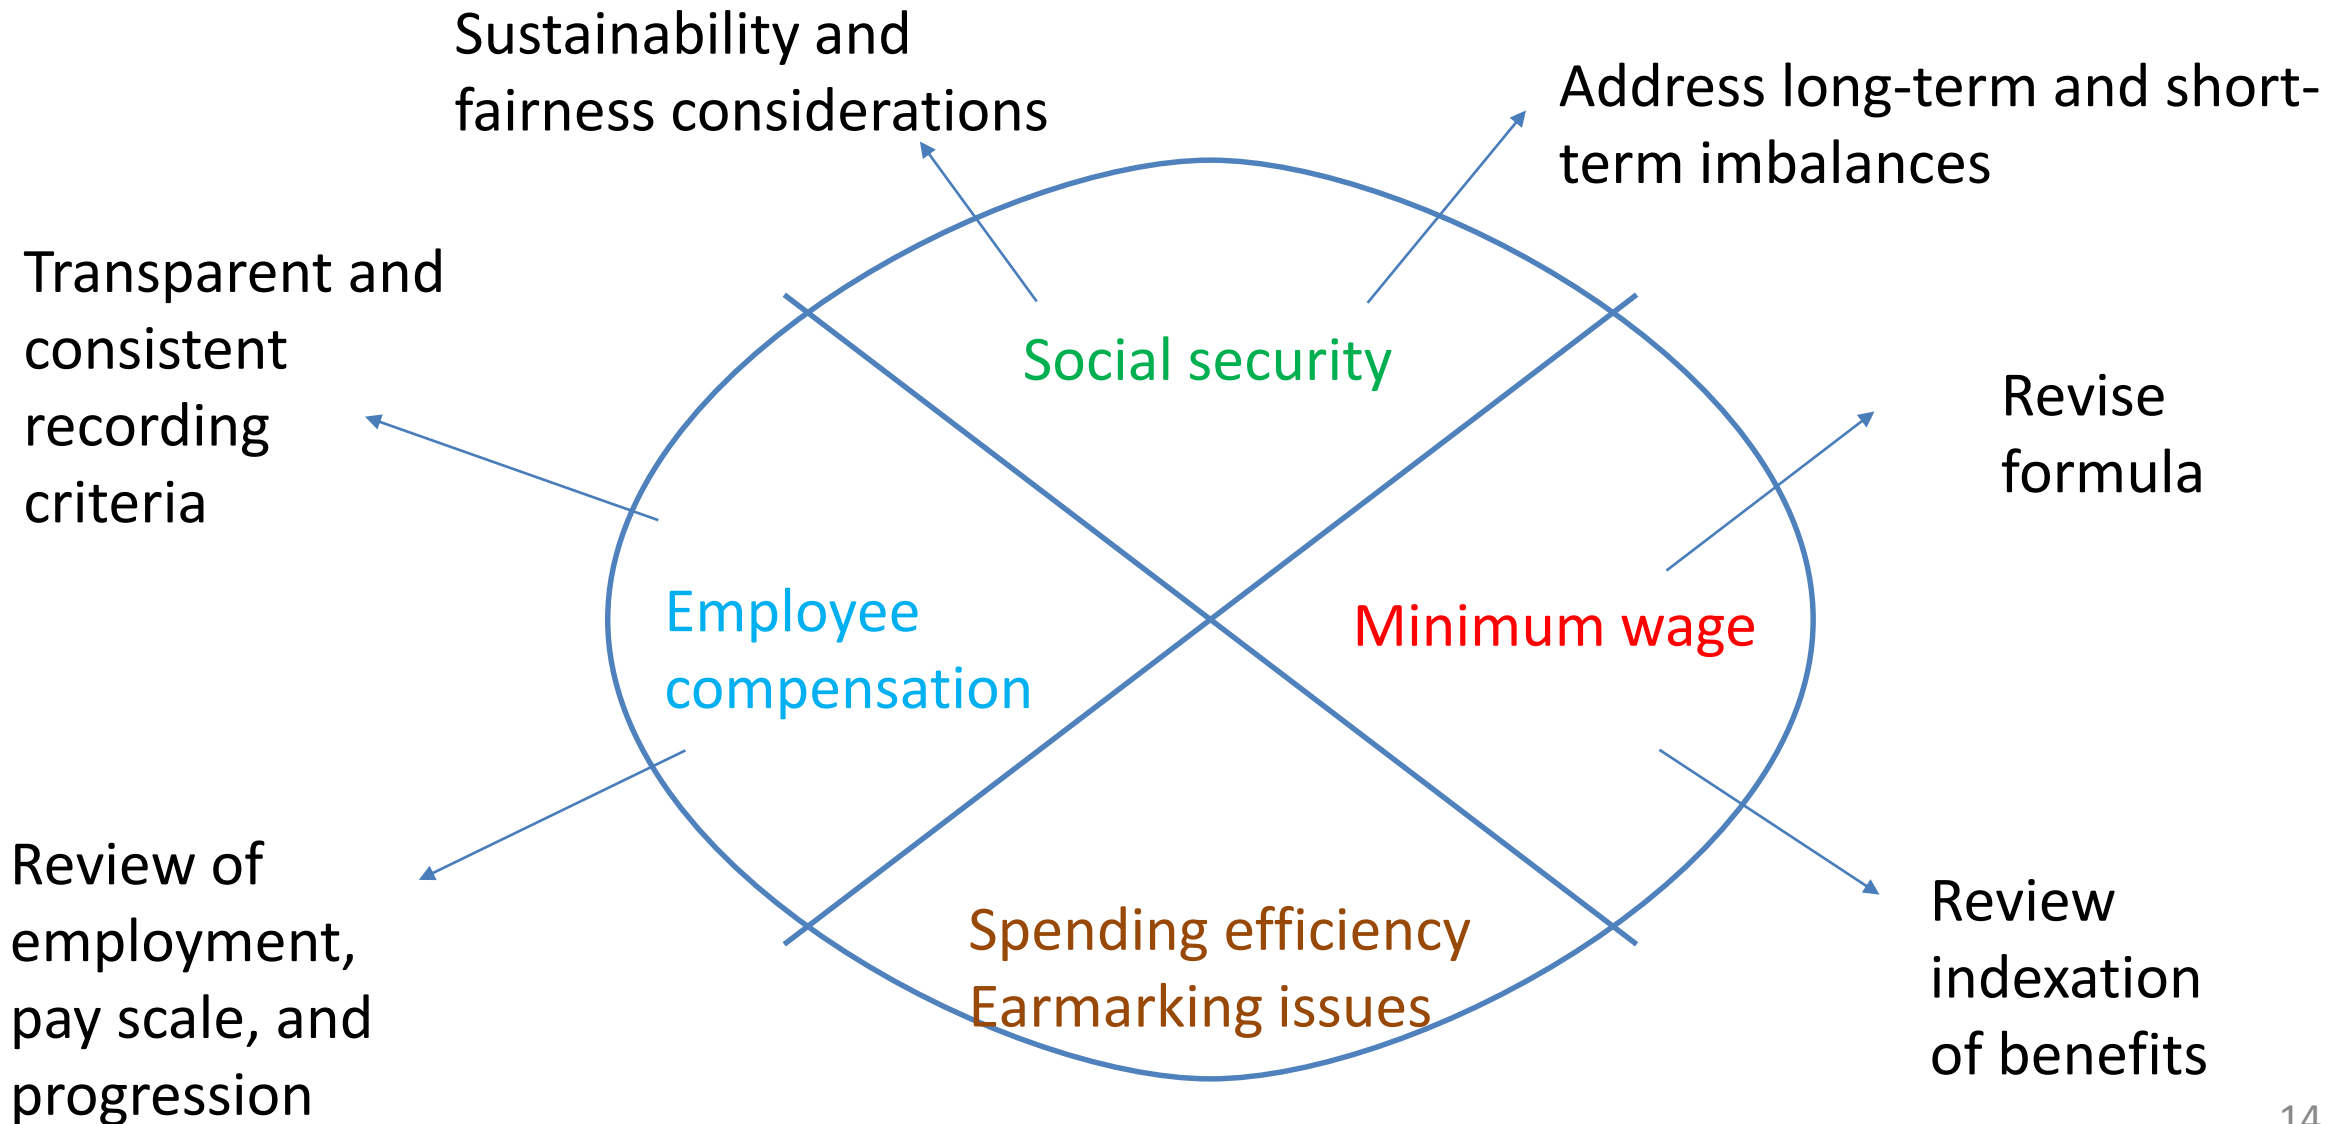 Sustainability and
fairness considerations
Address long-term and short-
term imbalances
Transparent and
consistent
recording
criteria
Social security
Revise
formula
Employee
compensation
Minimum wage
Review of
employment,
pay scale, and
progression
Spending efficiency
Earmarking issues
Review
indexation
of benefits
14